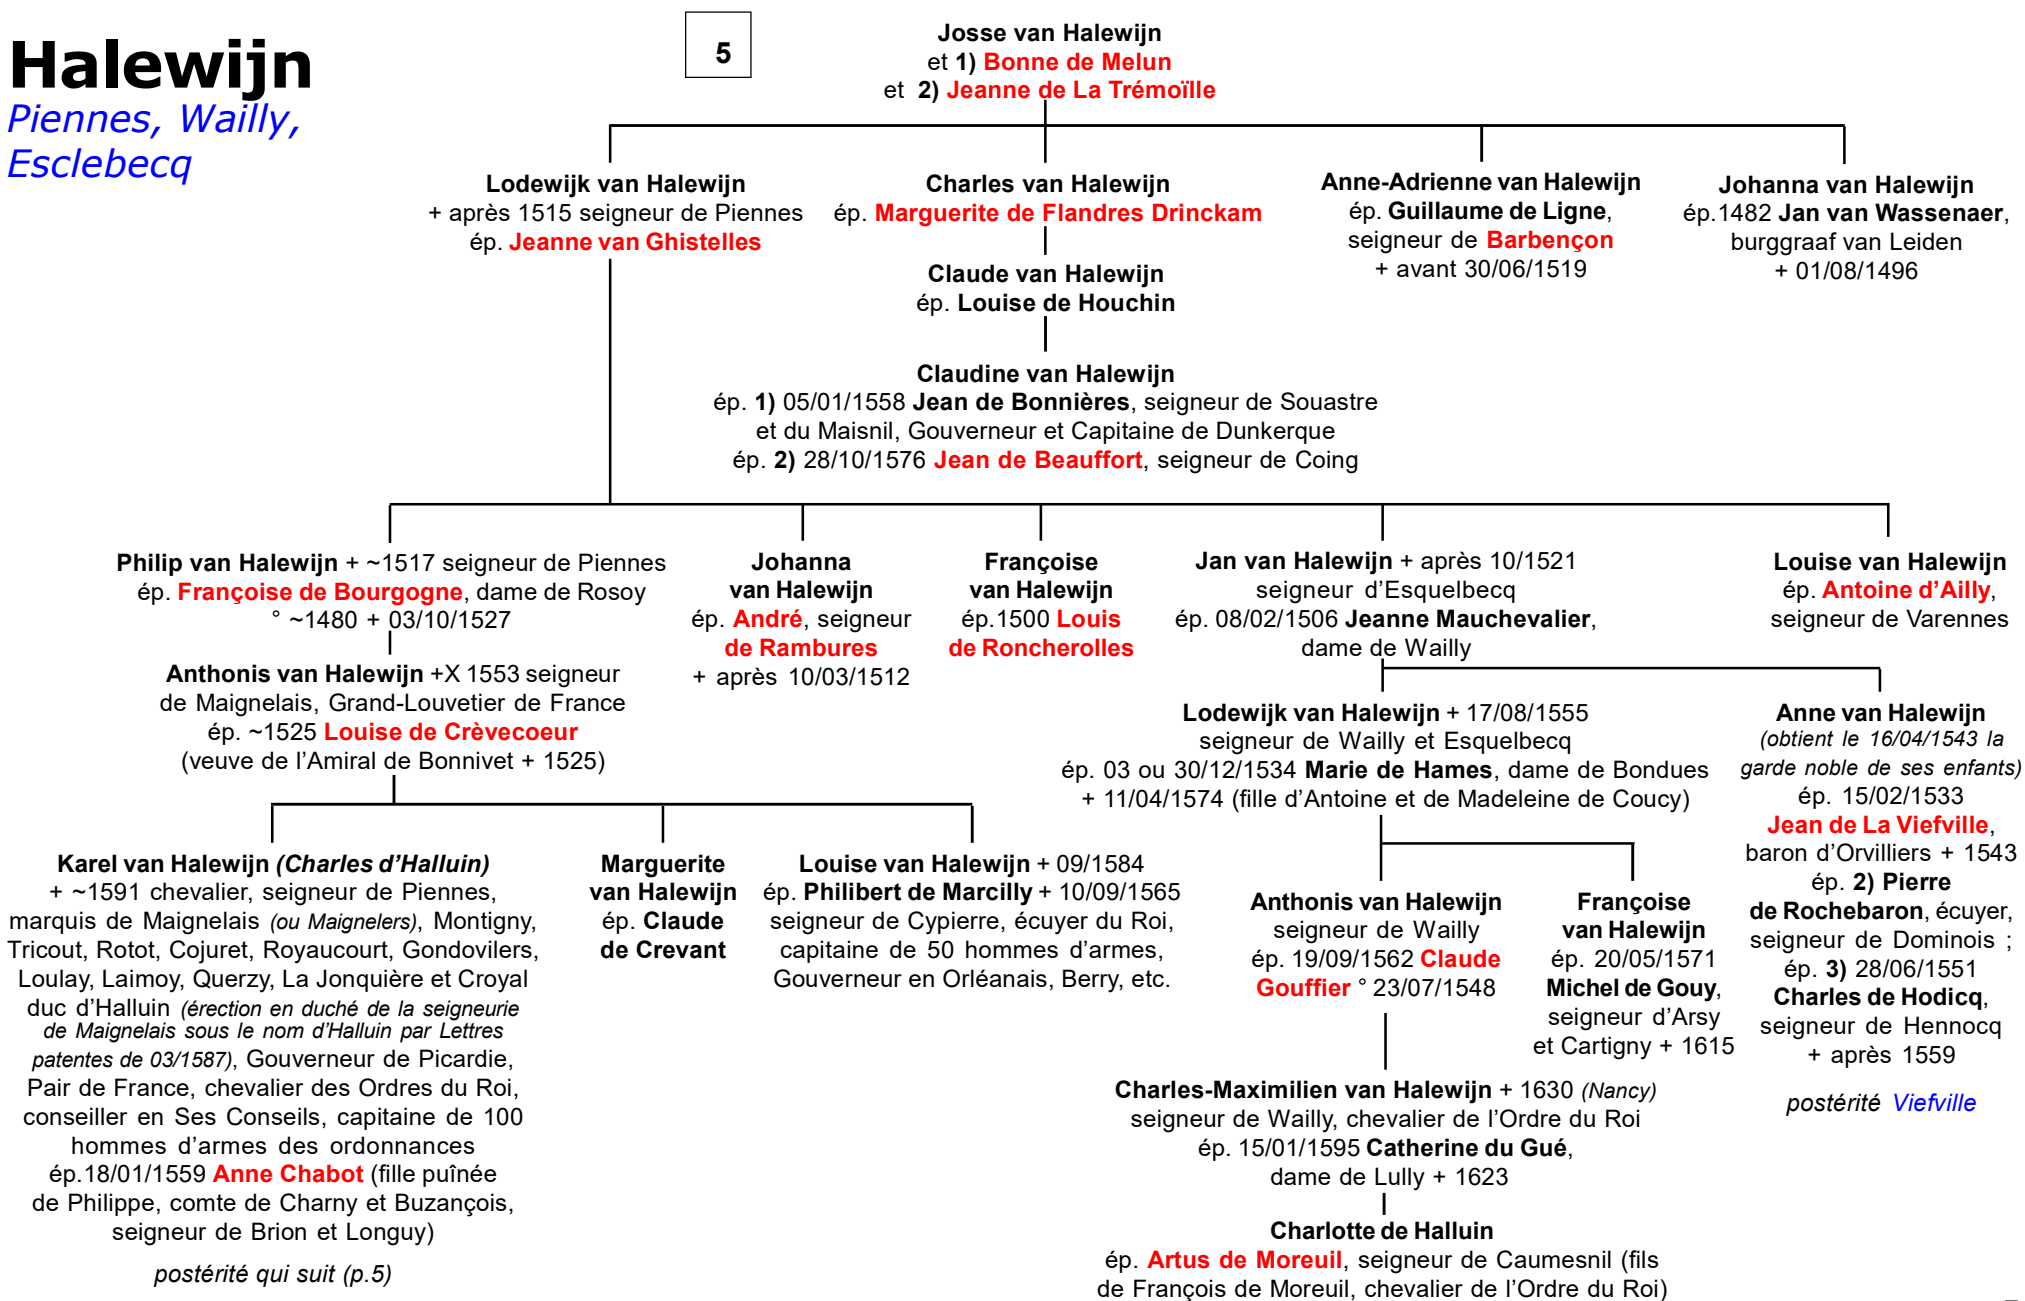 Halewijn
Piennes, Wailly,
Esclebecq
5
Josse van Halewijn
et 1) Bonne de Melun
et 2) Jeanne de La Trémoïlle
Lodewijk van Halewijn
+ après 1515 seigneur de Piennes
ép. Jeanne van Ghistelles
Charles van Halewijn
ép. Marguerite de Flandres Drinckam
Claude van Halewijn
ép. Louise de Houchin
Claudine van Halewijn
ép. 1) 05/01/1558 Jean de Bonnières, seigneur de Souastre
et du Maisnil, Gouverneur et Capitaine de Dunkerque
ép. 2) 28/10/1576 Jean de Beauffort, seigneur de Coing
Anne-Adrienne van Halewijn
ép. Guillaume de Ligne,
seigneur de Barbençon
+ avant 30/06/1519
Johanna van Halewijn
ép.1482 Jan van Wassenaer,
burggraaf van Leiden
+ 01/08/1496
Philip van Halewijn + ~1517 seigneur de Piennes
ép. Françoise de Bourgogne, dame de Rosoy
° ~1480 + 03/10/1527
Anthonis van Halewijn +X 1553 seigneur
de Maignelais, Grand-Louvetier de France
ép. ~1525 Louise de Crèvecoeur
(veuve de l'Amiral de Bonnivet + 1525)
Johanna
van Halewijn
ép. André, seigneur
de Rambures
+ après 10/03/1512
Françoise
van Halewijn
ép.1500 Louis
de Roncherolles
Jan van Halewijn + après 10/1521
seigneur d'Esquelbecq
ép. 08/02/1506 Jeanne Mauchevalier,
dame de Wailly
Louise van Halewijn
ép. Antoine d'Ailly,
seigneur de Varennes
Lodewijk van Halewijn + 17/08/1555
seigneur de Wailly et Esquelbecq
ép. 03 ou 30/12/1534 Marie de Hames, dame de Bondues
+ 11/04/1574 (fille d'Antoine et de Madeleine de Coucy)
Anne van Halewijn
(obtient le 16/04/1543 la
garde noble de ses enfants)
ép. 15/02/1533
Jean de La Viefville,
baron d'Orvilliers + 1543
ép. 2) Pierre
de Rochebaron, écuyer,
seigneur de Dominois ;
ép. 3) 28/06/1551
Charles de Hodicq,
seigneur de Hennocq
+ après 1559
postérité Viefville
Karel van Halewijn (Charles d'Halluin)
+ ~1591 chevalier, seigneur de Piennes,
marquis de Maignelais (ou Maignelers), Montigny,
Tricout, Rotot, Cojuret, Royaucourt, Gondovilers,
Loulay, Laimoy, Querzy, La Jonquière et Croyal
duc d'Halluin (érection en duché de la seigneurie
de Maignelais sous le nom d'Halluin par Lettres
patentes de 03/1587), Gouverneur de Picardie,
Pair de France, chevalier des Ordres du Roi,
conseiller en Ses Conseils, capitaine de 100
hommes d'armes des ordonnances
ép.18/01/1559 Anne Chabot (fille puînée
de Philippe, comte de Charny et Buzançois,
seigneur de Brion et Longuy)
postérité qui suit (p.5)
Marguerite
van Halewijn
ép. Claude
de Crevant
Louise van Halewijn + 09/1584
ép. Philibert de Marcilly + 10/09/1565
seigneur de Cypierre, écuyer du Roi,
capitaine de 50 hommes d'armes,
Gouverneur en Orléanais, Berry, etc.
Anthonis van Halewijn
seigneur de Wailly
ép. 19/09/1562 Claude
Gouffier ° 23/07/1548
Françoise
van Halewijn
ép. 20/05/1571
Michel de Gouy,
seigneur d'Arsy
et Cartigny + 1615
Charles-Maximilien van Halewijn + 1630 (Nancy)
seigneur de Wailly, chevalier de l'Ordre du Roi
ép. 15/01/1595 Catherine du Gué,
dame de Lully + 1623
Charlotte de Halluin
ép. Artus de Moreuil, seigneur de Caumesnil (fils
de François de Moreuil, chevalier de l'Ordre du Roi)